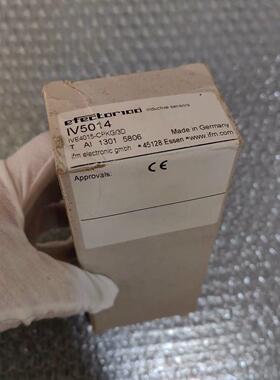 efector100 inductive sensors
IV5014
IVE4015-CPKG/3D
T AI 1301 5806 Made in Germany
ifm electronic gmbh • 45128 Essen • www.ifm.com
Approvals:
CE